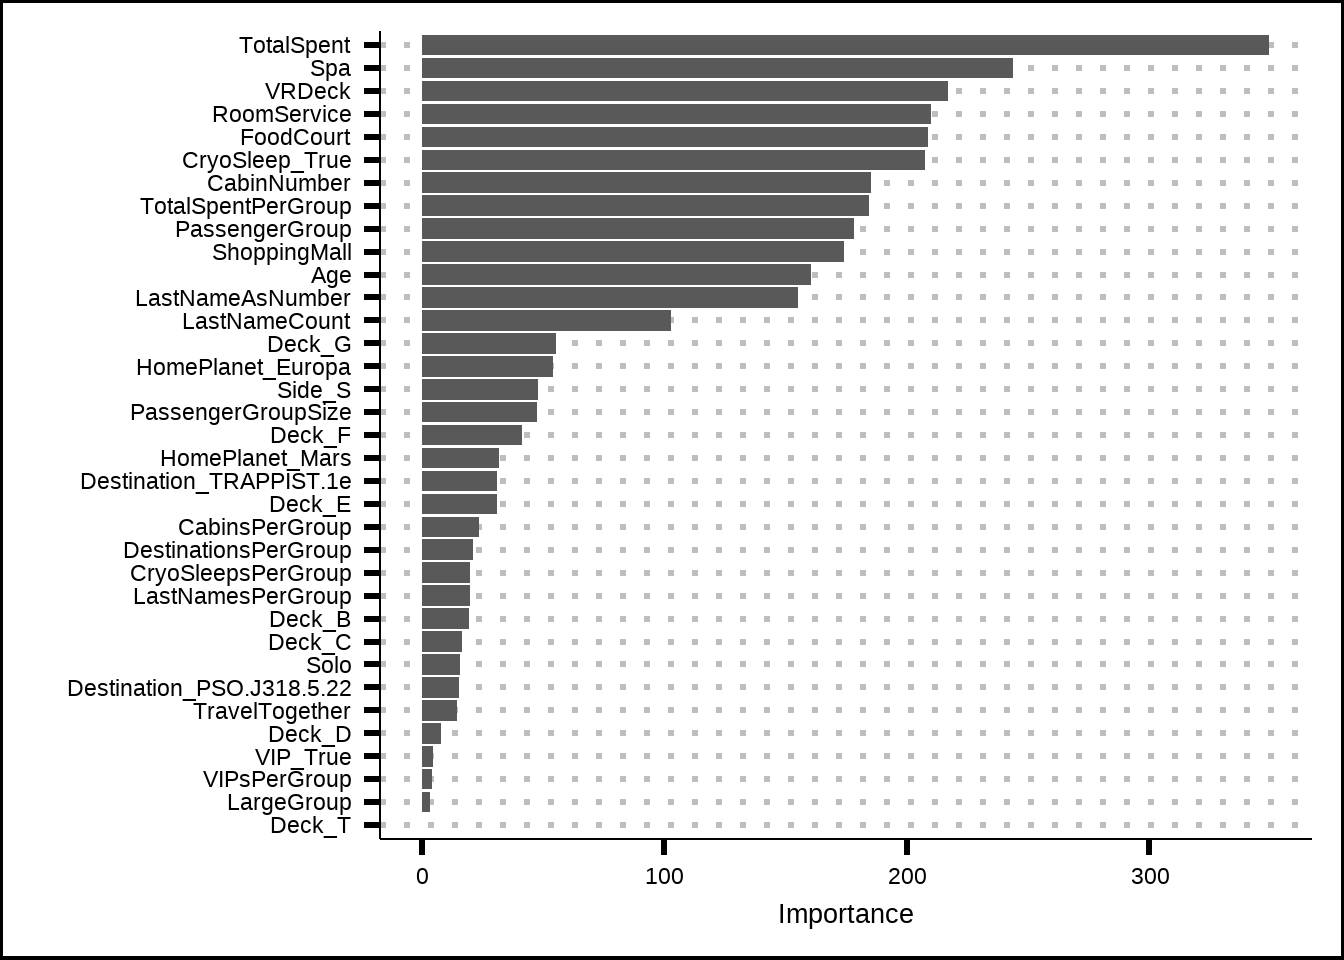 TotalSpent
Spa
VRDeck
RoomService
FoodCourt
CryoSleep_True
CabinNumber
TotalSpentPerGroup
PassengerGroup
ShoppingMall
Age
LastNameAsNumber
LastNameCount
Deck_G
HomePlanet_Europa
Side_S
PassengerGroupSize
Deck_F
HomePlanet_Mars
Destination_TRAPPIST.1e
Deck_E
CabinsPerGroup
DestinationsPerGroup
CryoSleepsPerGroup
LastNamesPerGroup
Deck_B
Deck_C
Solo
Destination_PSO.J318.5.22
TravelTogether
Deck_D
VIP_True
VIPsPerGroup
LargeGroup
Deck_T
0 100 200 300
Importance